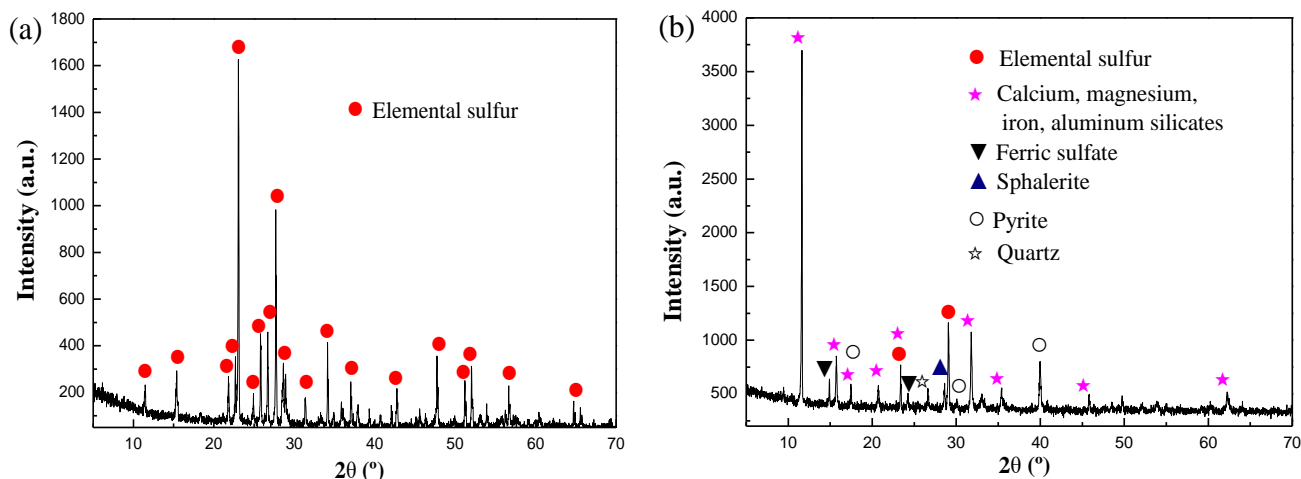 (a)
1800
1600
1400
1200
1000
800
600
400
200
Intensity (a.u.)
Elemental sulfur
10 20 30 40 50 60 70
2θ (º)
(b)
4000
3500
3000
2500
2000
1500
1000
500
Intensity (a.u.)
Elemental sulfur
Calcium, magnesium,
iron, aluminum silicates
Ferric sulfate
Sphalerite
Pyrite
Quartz
10 20 30 40 50 60 70
2θ (º)